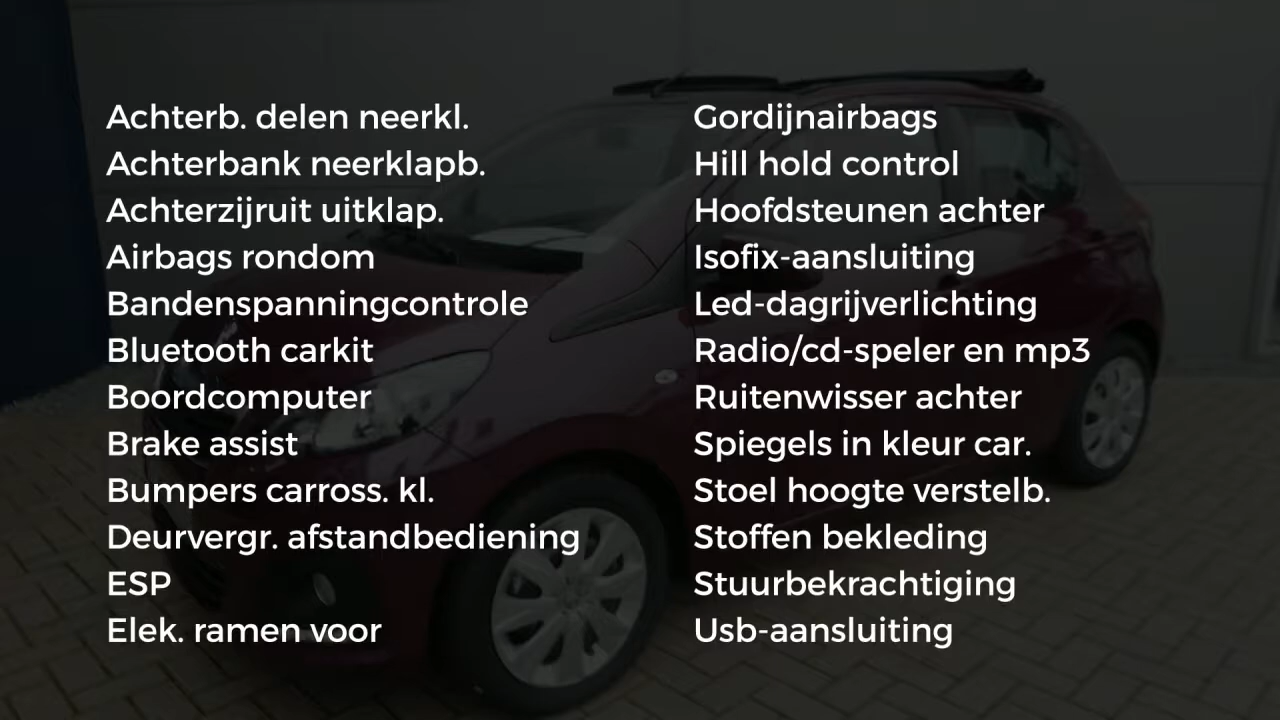 Achterb. delen neerkl.
Achterbank neerklapb.
Achterzijruit uitklap.
Airbags rondom
Bandenspanningcontrole
Bluetooth carkit
Boordcomputer
Brake assist
Bumpers carross. kl.
Deurvergr. afstandbediening
ESP
Elek. ramen voor
Gordijnairbags
Hill hold control
Hoofdsteunen achter
Isofix-aansluiting
Led-dagrijverlichting
Radio/cd-speler en mp3
Ruitenwisser achter
Spiegels in kleur car.
Stoel hoogte verstelb.
Stoffen bekleding
Stuurbekrachtiging
Usb-aansluiting